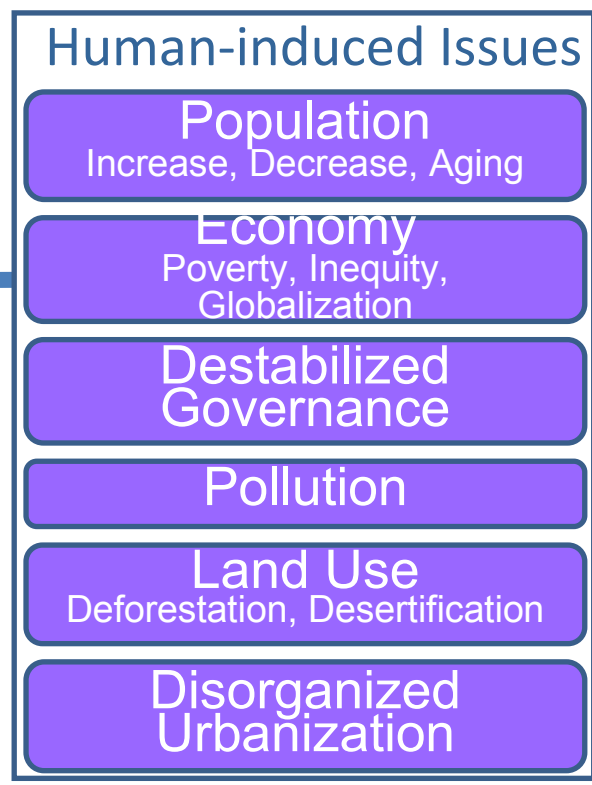 Human-induced Issues
Population
Increase, Decrease, Aging
Economy
Poverty, Inequity,
Globalization
Destabilized
Governance
Pollution
Land Use
Deforestation, Desertification
Disorganized
Urbanization